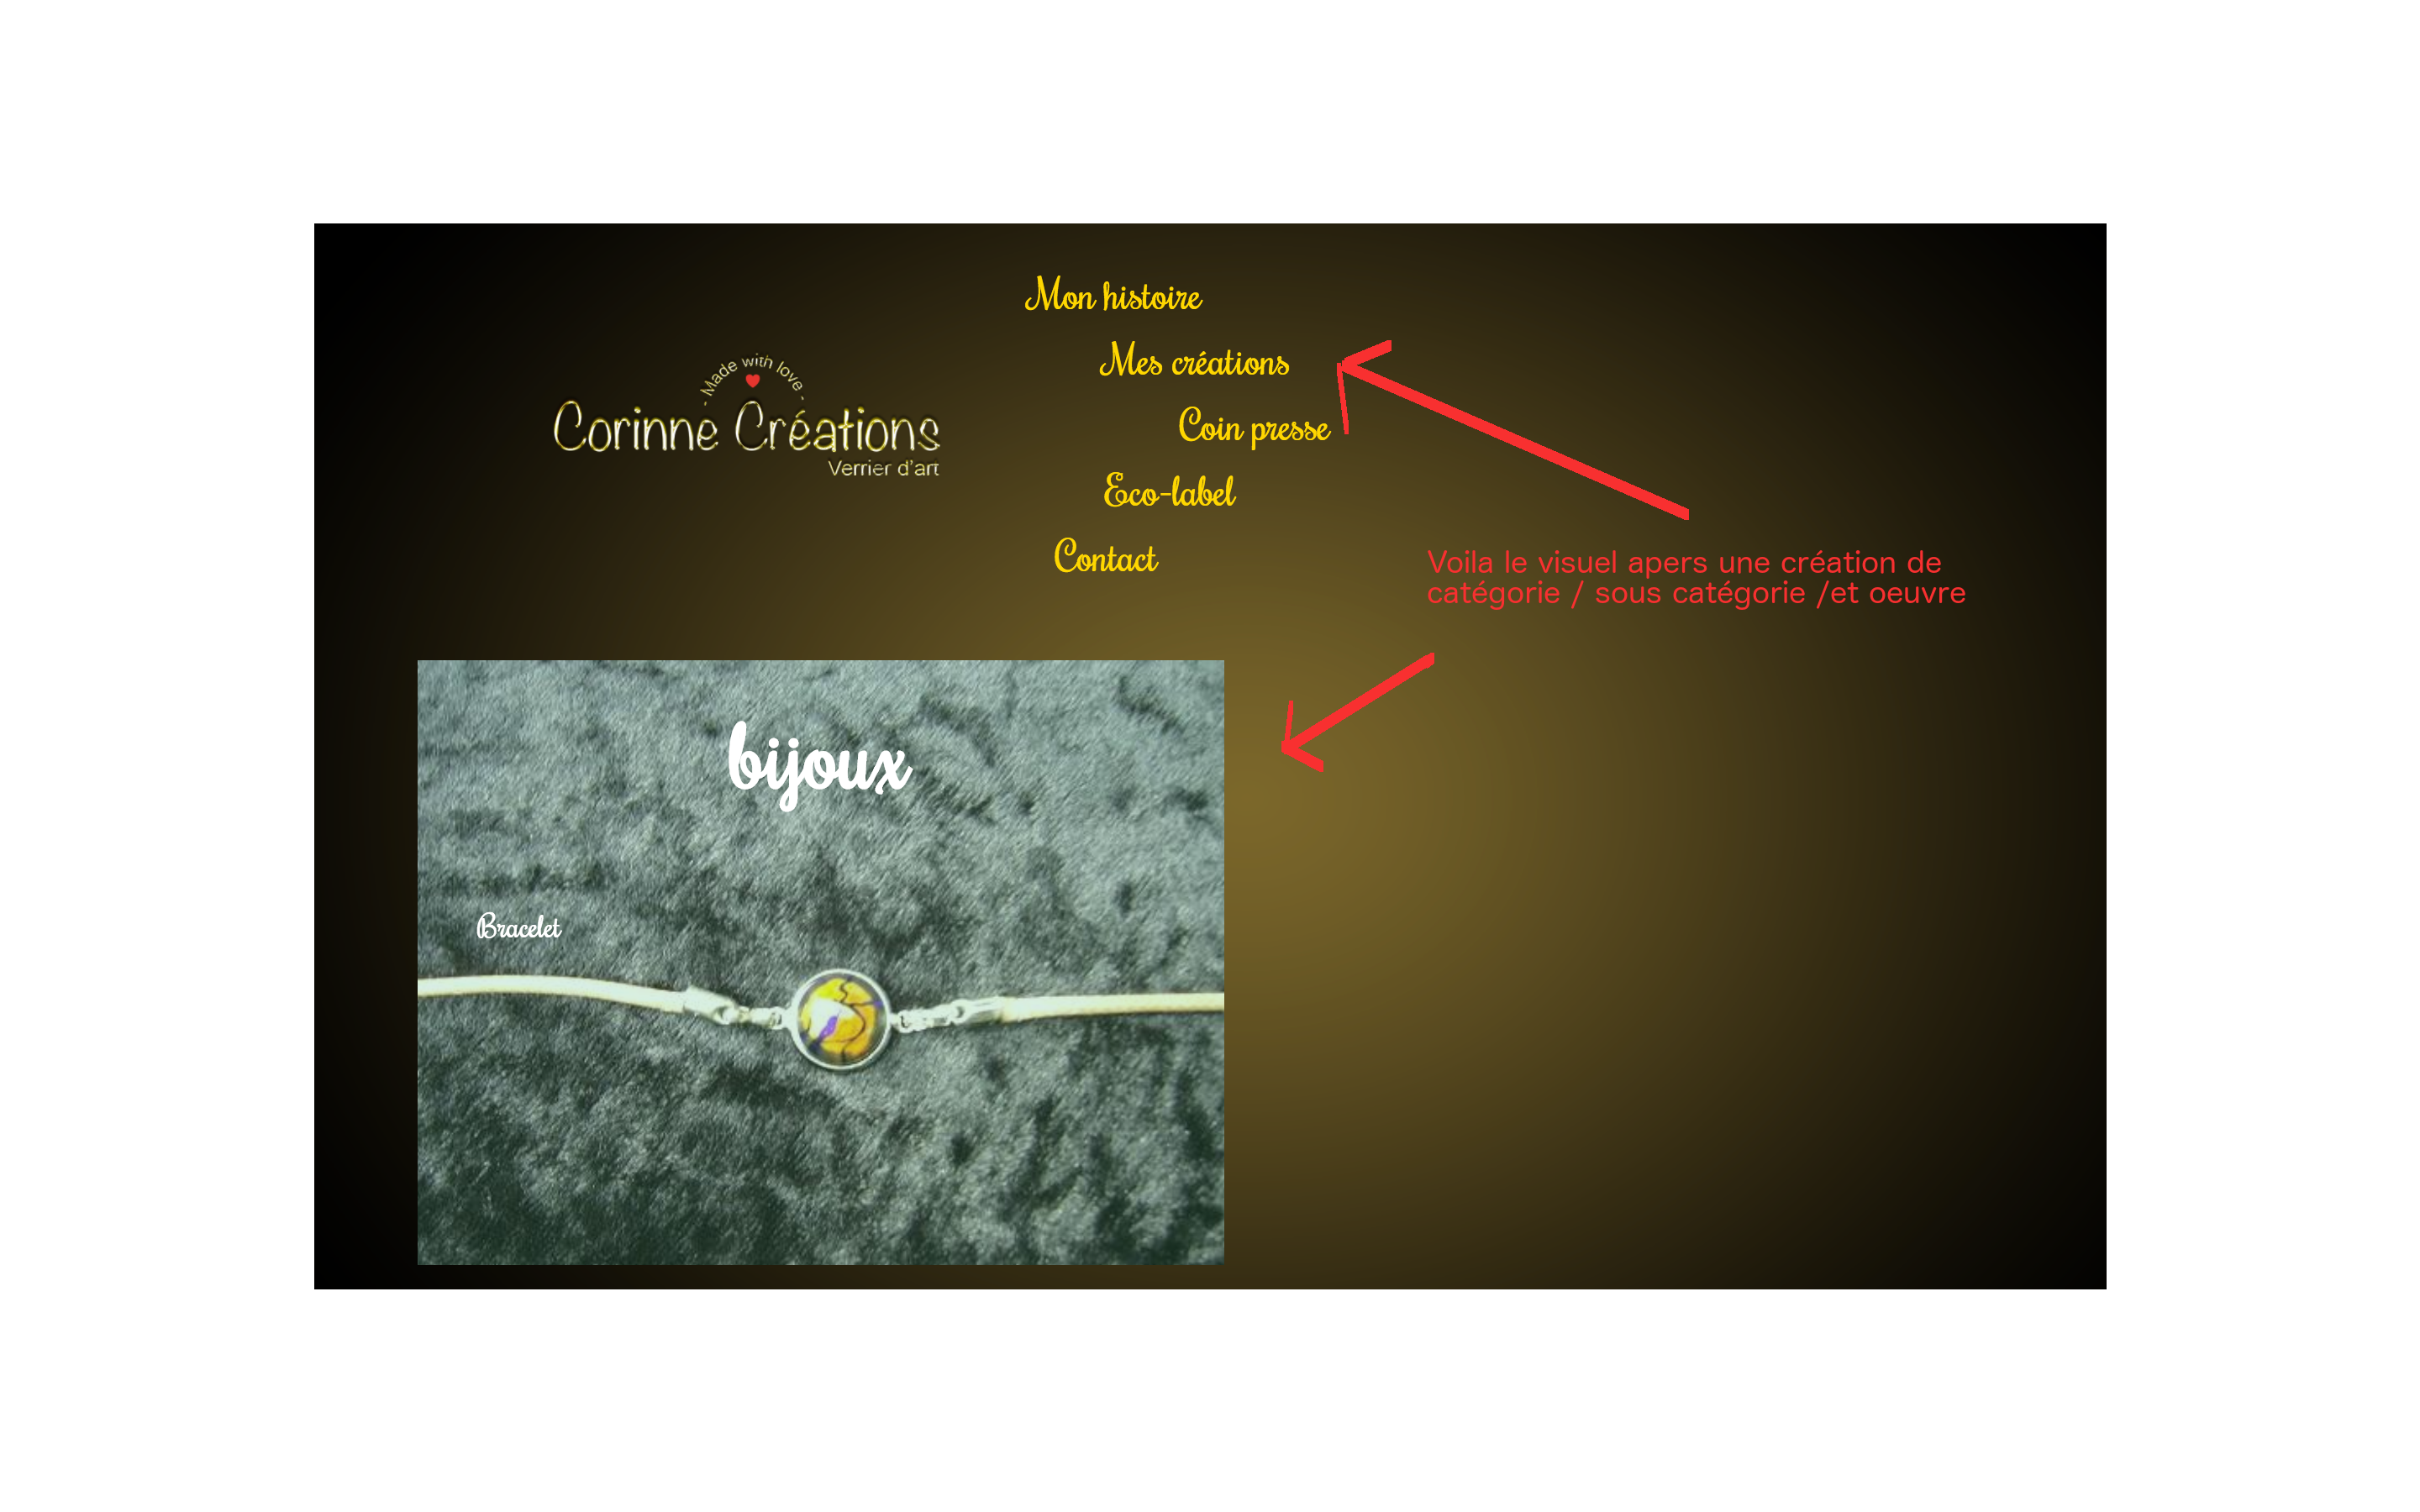 Mon histoire
Mes créations
Coin presse
Eco-label
Contact
- Made with love -
Corinne Créations
Verrier d'art
Voila le visuel apers une création de
catégorie / sous catégorie /et oeuvre
bijoux
Bracelet